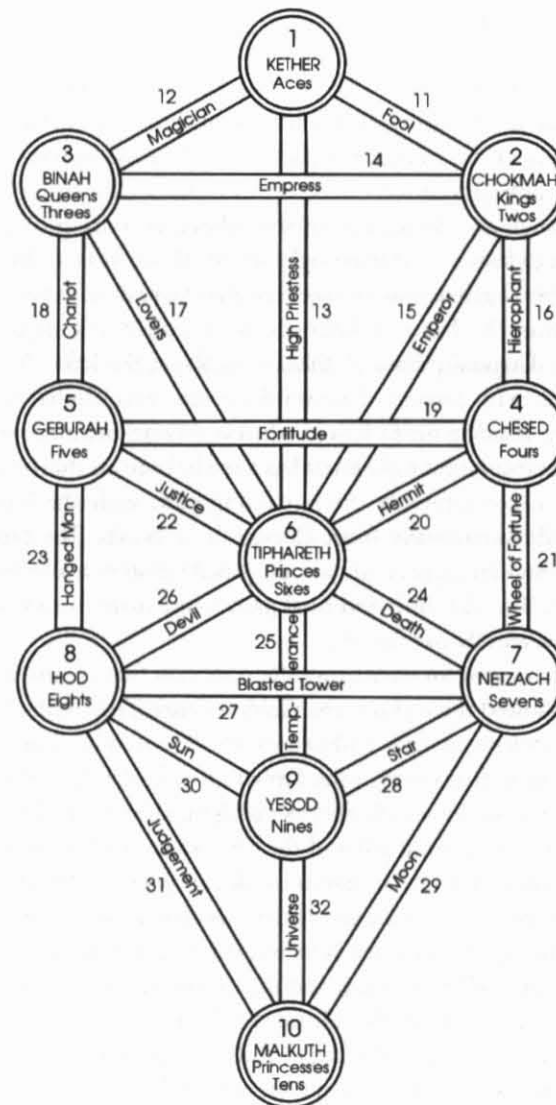 1
KETHER
Aces
12
Magician
11
Fool
3
BINAH
Queens
Threes
14
Empress
2
CHOKMAH
Kings
Twos
18
Chariot
17
Lovers
High Priestess
13
15
Emperor
Hierophant
16
19
5
GEBURAH
Fives
Fortitude
4
CHESED
Fours
Justice
22
Hermit
20
6
TIPHARETH
Princes
Sixes
23
Hanged Man
Wheel of Fortune
21
26
Devil
25
24
Death
8
HOD
Eights
Blasted Tower
7
NETZACH
Sevens
27
Temp erance
Sun
30
Star
28
9
YESOD
Nines
Judgement
31
Universe
32
Moon
29
10
MALKUTH
Princesses
Tens